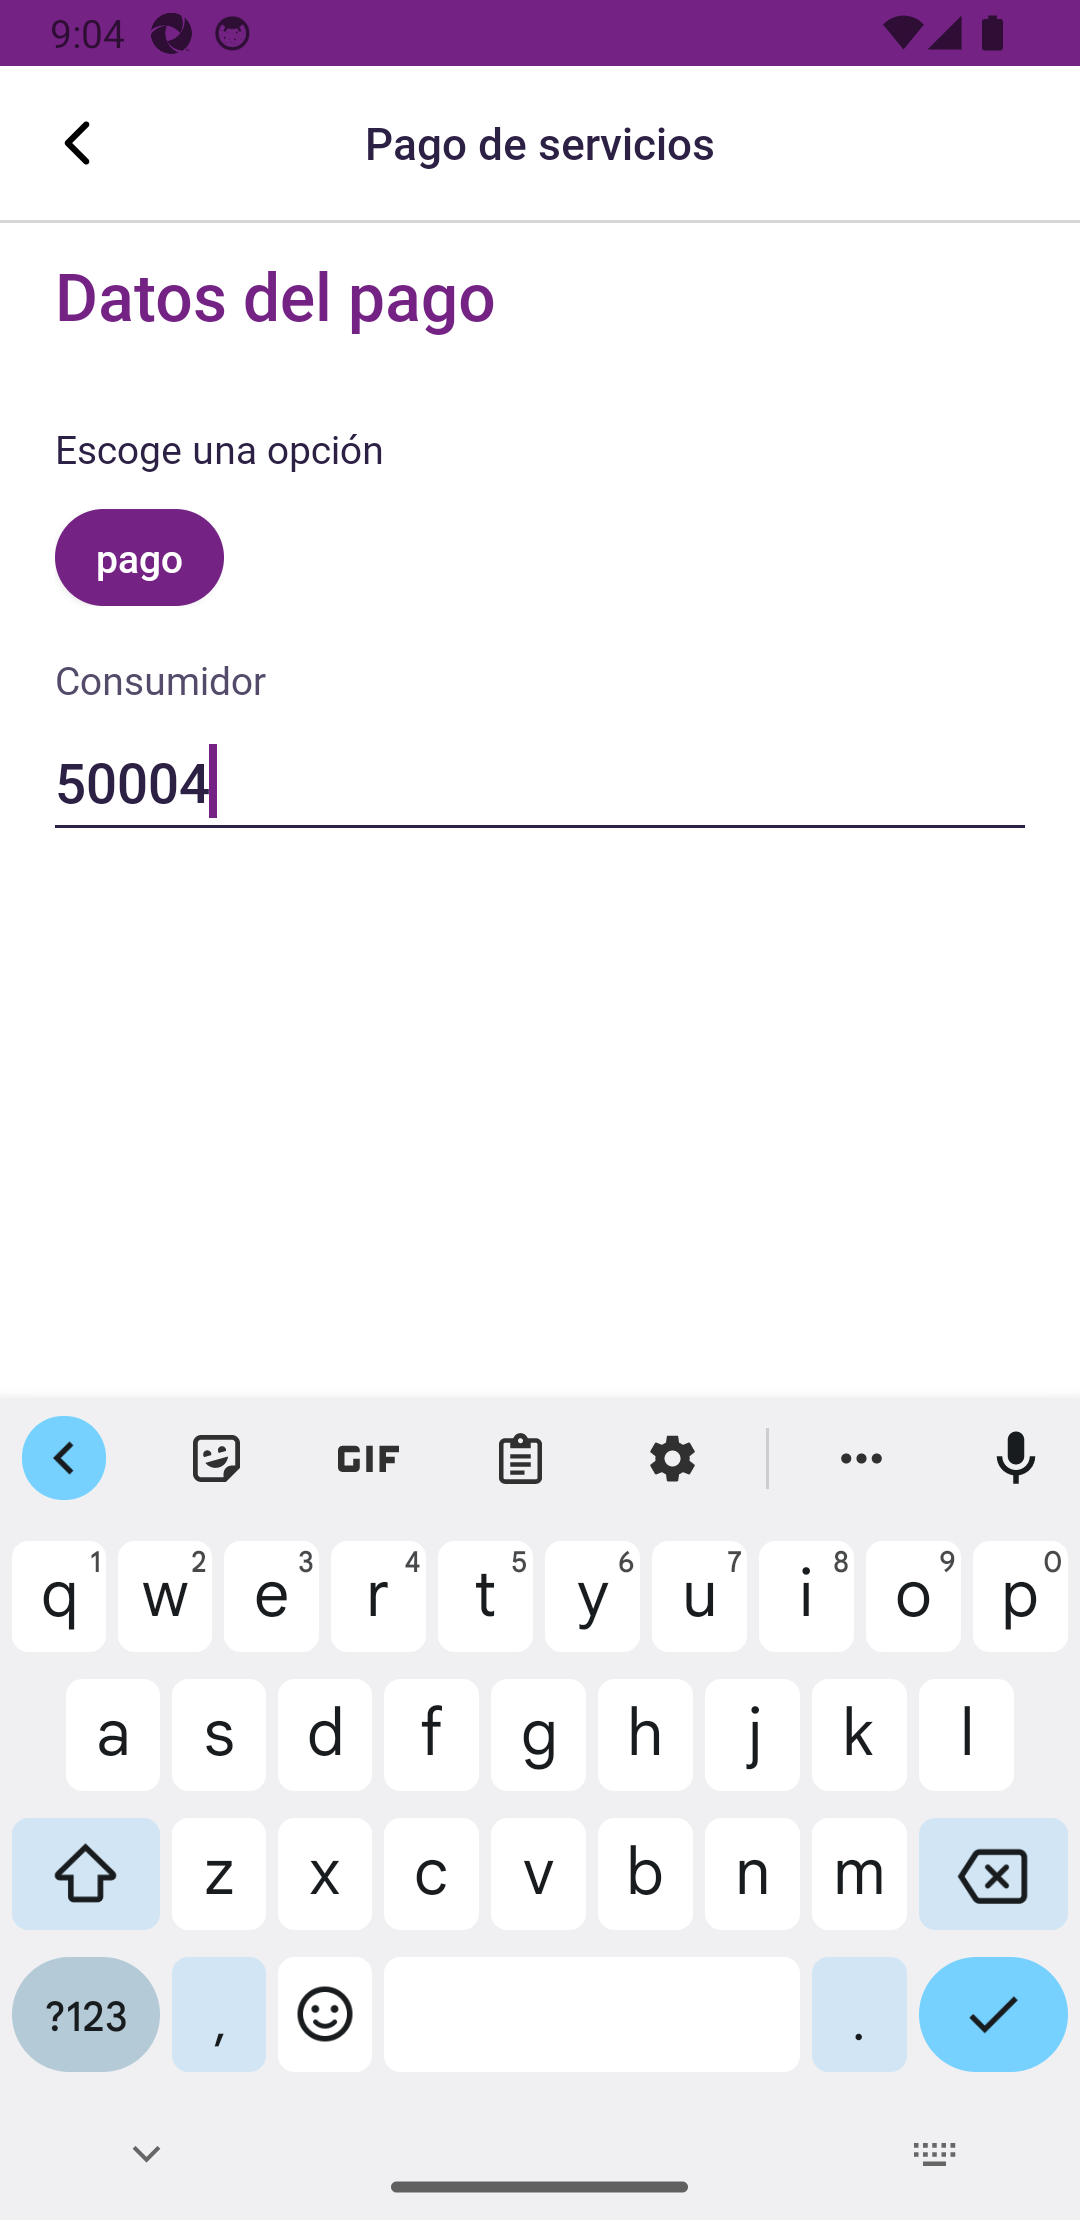 9:04
Pago de servicios
Datos del pago
Escoge una opción
pago
Consumidor
50004
GIF
q 1 w 2 e 3 r 4 t 5 y 6 u 7 i 8 o 9 p 0
a s d f g h j k l
z x c v b n m
?123 , .